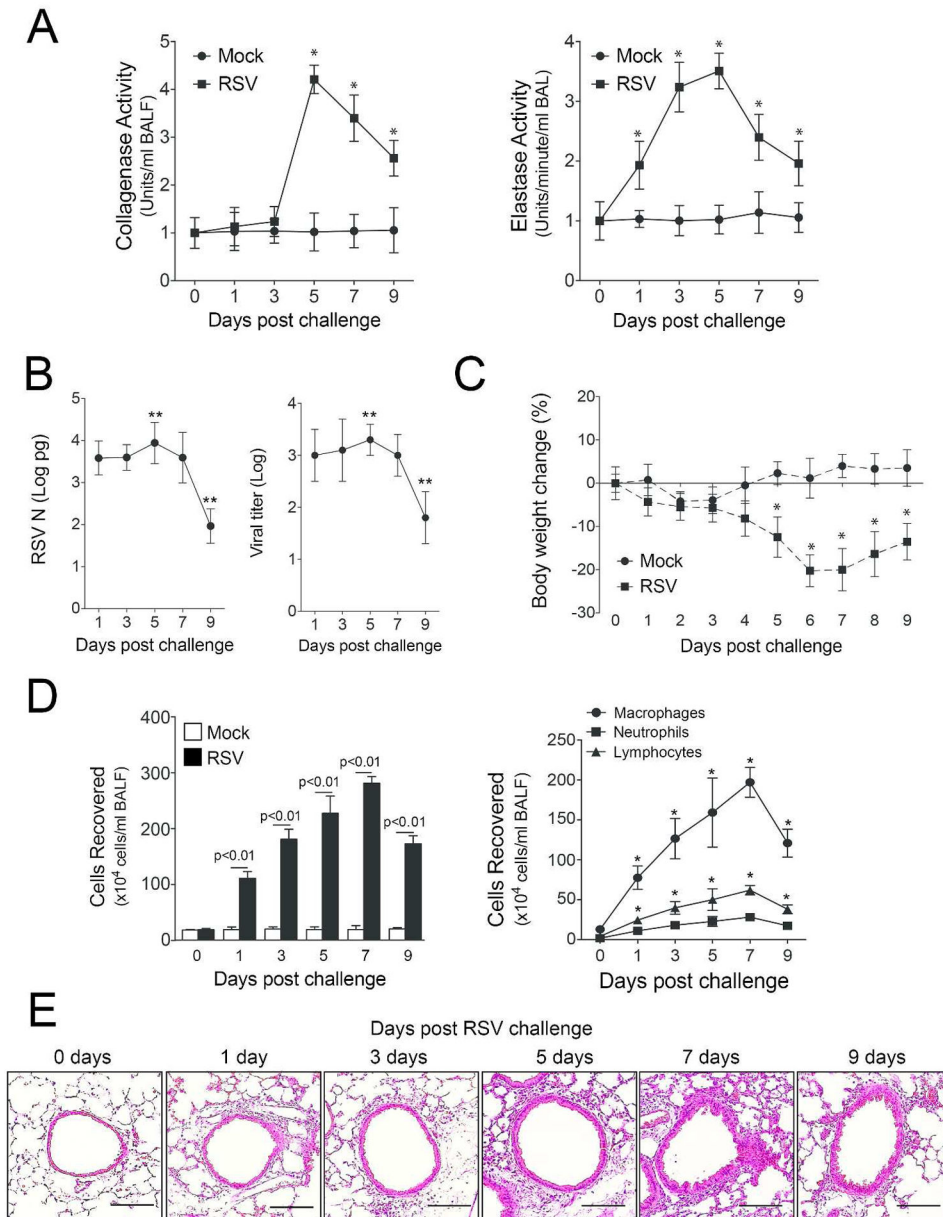 A
Collagenase Activity
(Units/ml BALF)
5
4
3
2
1
0
Mock
RSV
*
*
*
0 1 3 5 7 9
Days post challenge
Elastase Activity
(Units/minute/ml BAL)
4
3
2
1
0
Mock
RSV
*
*
*
*
*
0 1 3 5 7 9
Days post challenge
B
RSV N (Log pg)
5
4
3
2
1
0
**
**
1 3 5 7 9
Days post challenge
Viral titer (Log)
4
3
2
1
0
**
**
1 3 5 7 9
Days post challenge
C
Body weight change (%)
20
10
0
-10
-20
-30
Mock
RSV
*
*
*
*
*
0 1 2 3 4 5 6 7 8 9
Days post challenge
D
Cells Recovered
(x10⁴ cells/ml BALF)
400
300
200
100
0
Mock
RSV
p<0.01
p<0.01
p<0.01
p<0.01
p<0.01
0 1 3 5 7 9
Days post challenge
Macrophages
Neutrophils
Lymphocytes
Cells Recovered
(x10⁴ cells/ml BALF)
250
200
150
100
50
0
*
*
*
*
*
*
*
*
*
*
0 1 3 5 7 9
Days post challenge
E
Days post RSV challenge
0 days 1 day 3 days 5 days 7 days 9 days